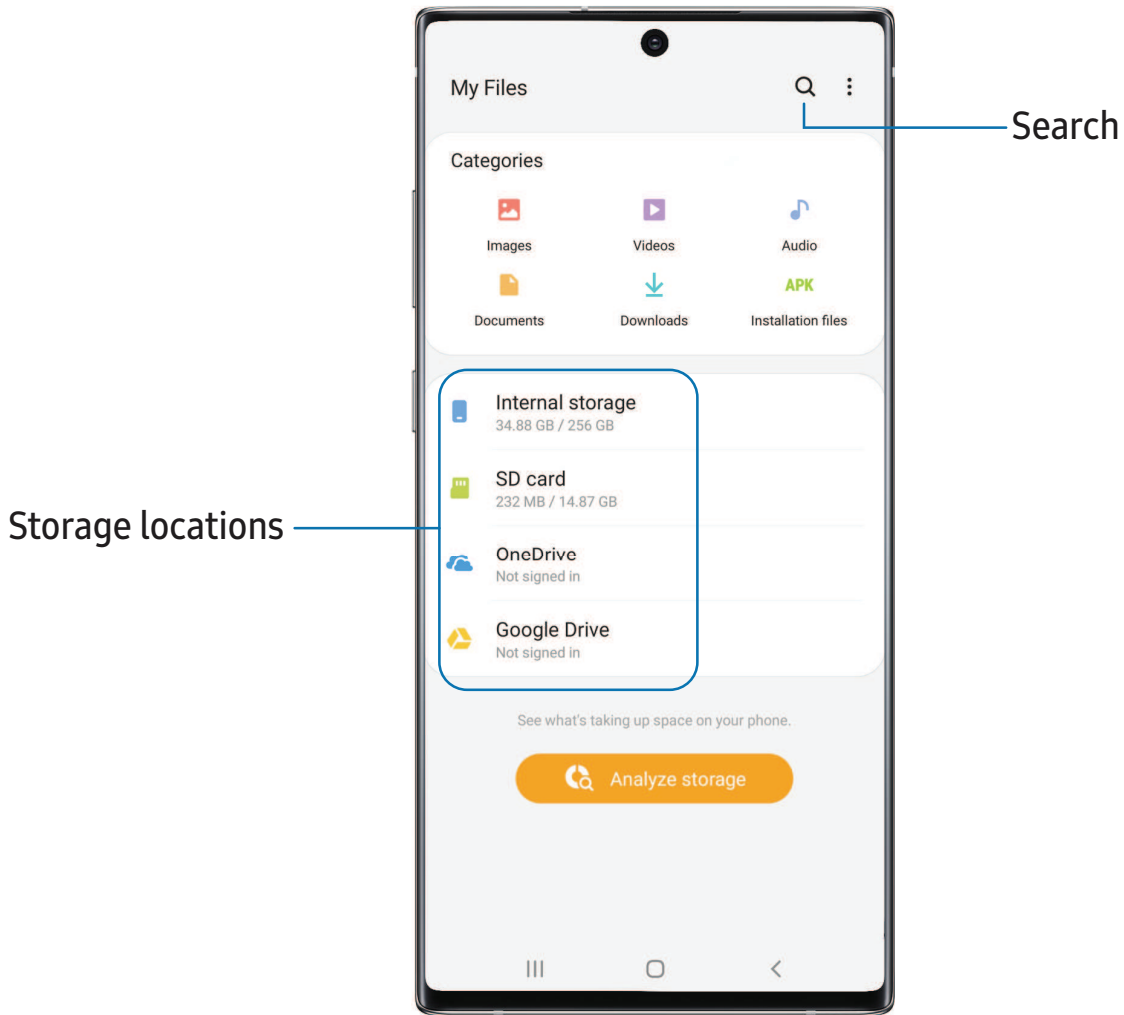 My Files
Search
Categories
Images Videos Audio
APK
Documents Downloads Installation files
Internal storage
34.88 GB / 256 GB
SD card
232 MB / 14.87 GB
Storage locations
OneDrive
Not signed in
Google Drive
Not signed in
See what's taking up space on your phone.
Analyze storage